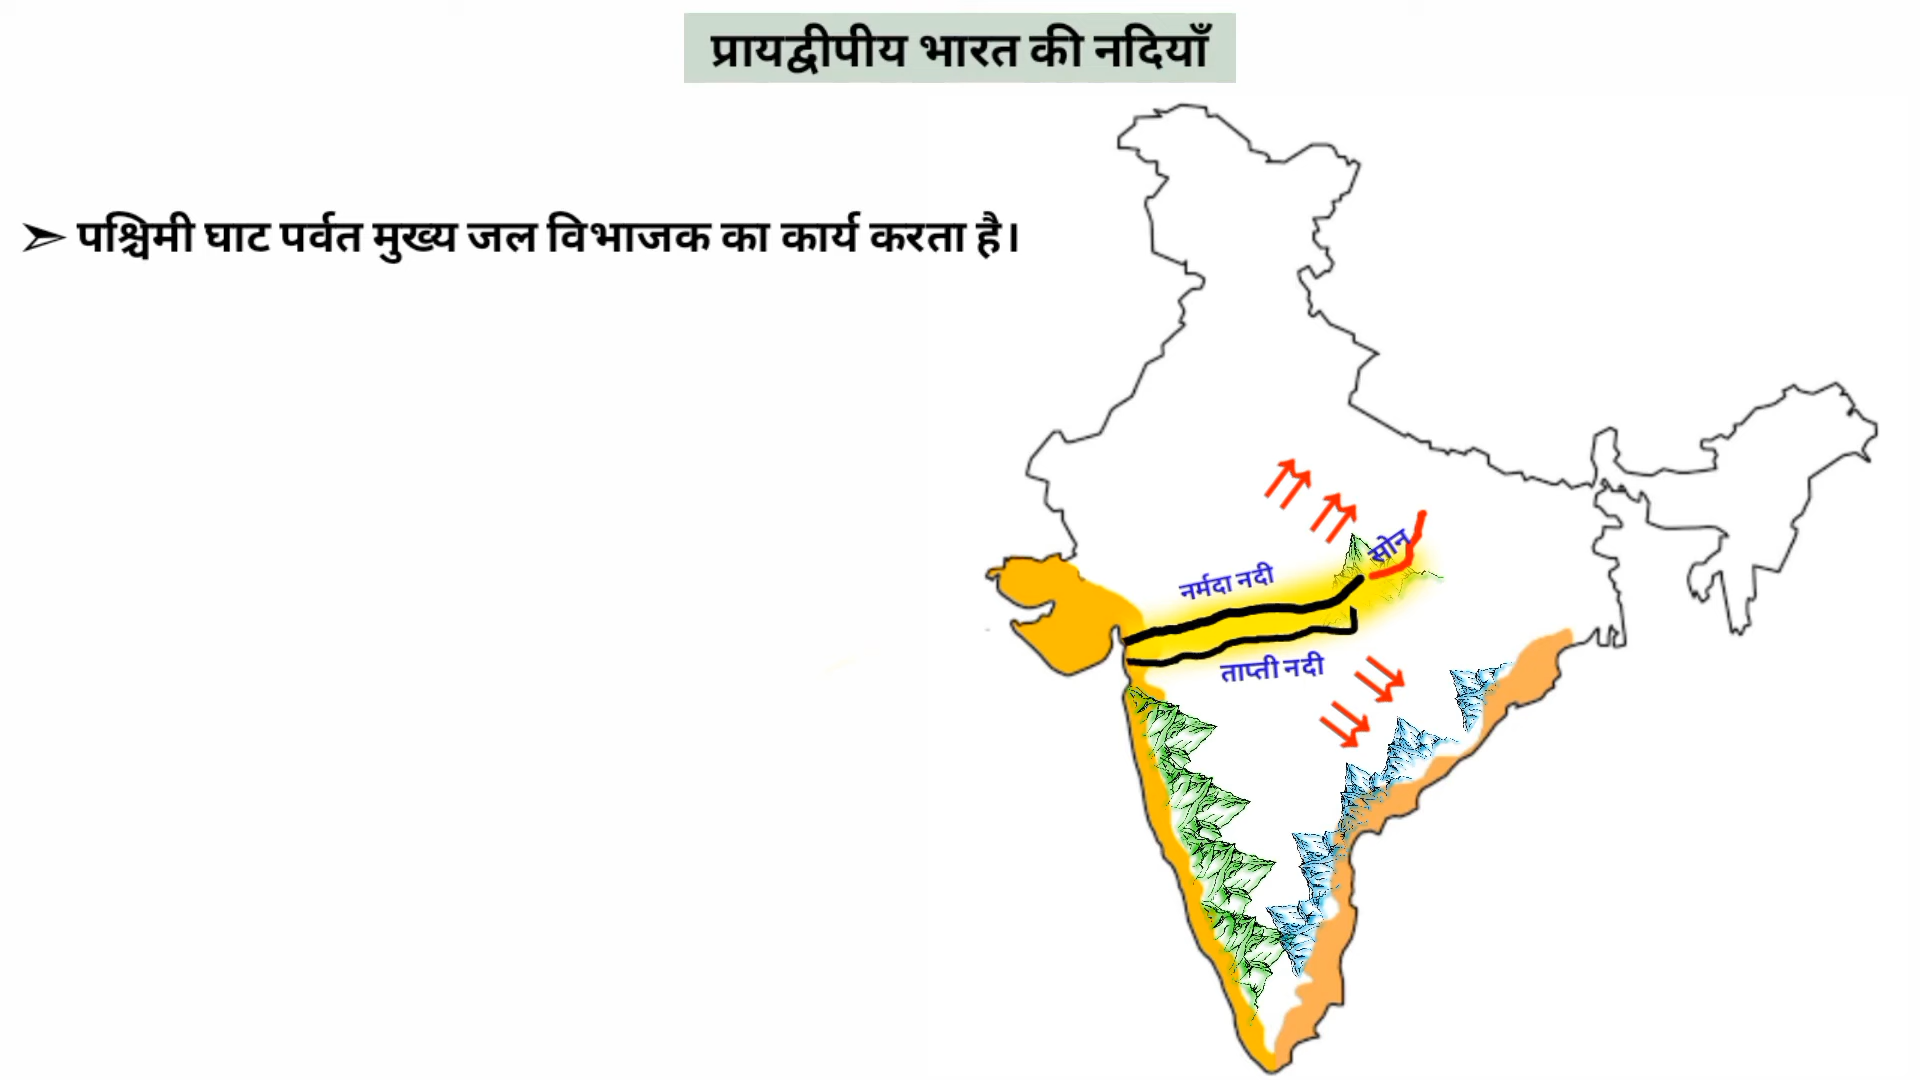 प्रायद्वीपीय भारत की नदियाँ
➢ पश्चिमी घाट पर्वत मुख्य जल विभाजक का कार्य करता है।
सोन
नर्मदा नदी
ताप्ती नदी